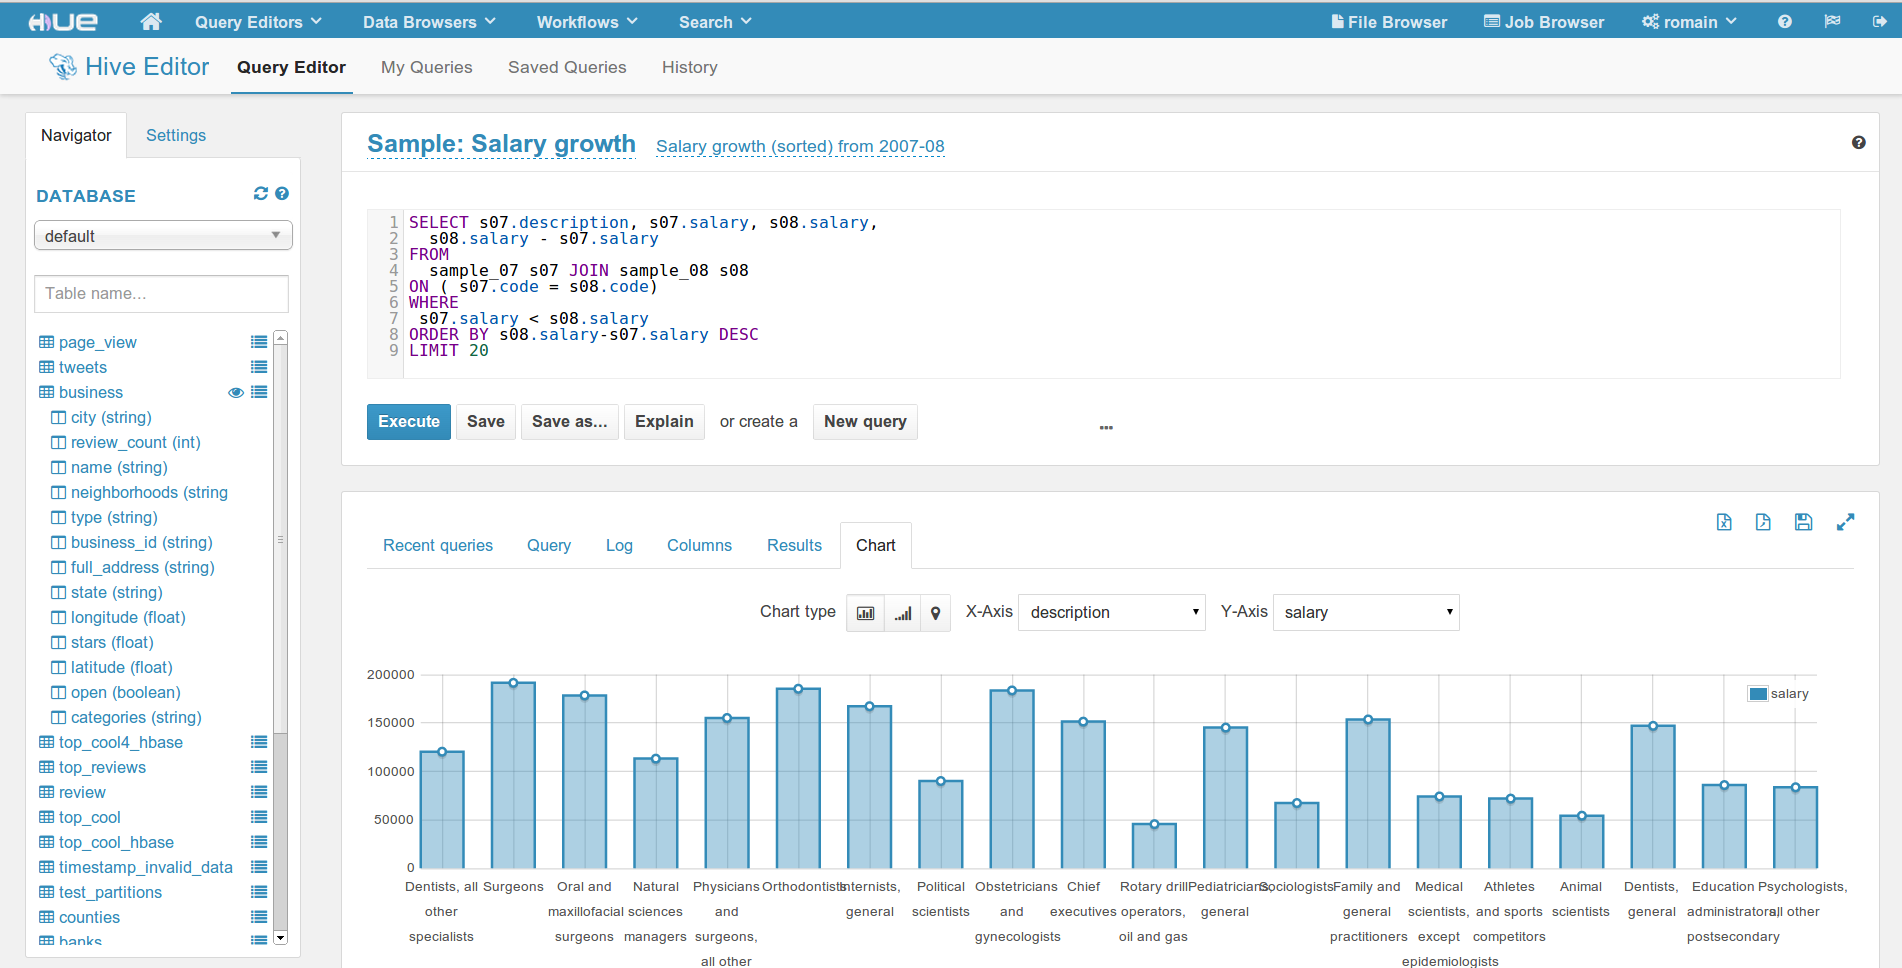 HUE Query Editors Data Browsers Workflows Search File Browser Job Browser romain
Hive Editor Query Editor My Queries Saved Queries History
Navigator Settings
DATABASE
default
Table name...
page_view
tweets
business
city (string)
review_count (int)
name (string)
neighborhoods (string
type (string)
business_id (string)
full_address (string)
state (string)
longitude (float)
stars (float)
latitude (float)
open (boolean)
categories (string)
top_cool4_hbase
top_reviews
review
top_cool
top_cool_hbase
timestamp_invalid_data
test_partitions
counties
banks
Sample: Salary growth Salary growth (sorted) from 2007-08
1 SELECT s07.description, s07.salary, s08.salary,
2 s08.salary - s07.salary
3 FROM
4 sample_07 s07 JOIN sample_08 s08
5 ON ( s07.code = s08.code)
6 WHERE
7 s07.salary < s08.salary
8 ORDER BY s08.salary-s07.salary DESC
9 LIMIT 20
Execute Save Save as... Explain or create a New query ...
Recent queries Query Log Columns Results Chart
Chart type X-Axis description Y-Axis salary
200000
150000
100000
50000
0
salary
Dentists, all Surgeons Oral and Natural Physicians Orthodontists Internists, Political Obstetricians Chief Rotary drill Pediatricians, Sociologists Family and Medical Athletes Animal Dentists, Education Psychologists,
other maxillofacial sciences and general scientists and executives operators, general general scientists, and sports scientists general administrators, all other
specialists surgeons managers surgeons, gynecologists oil and gas practitioners except competitors postsecondary
all other epidemiologists